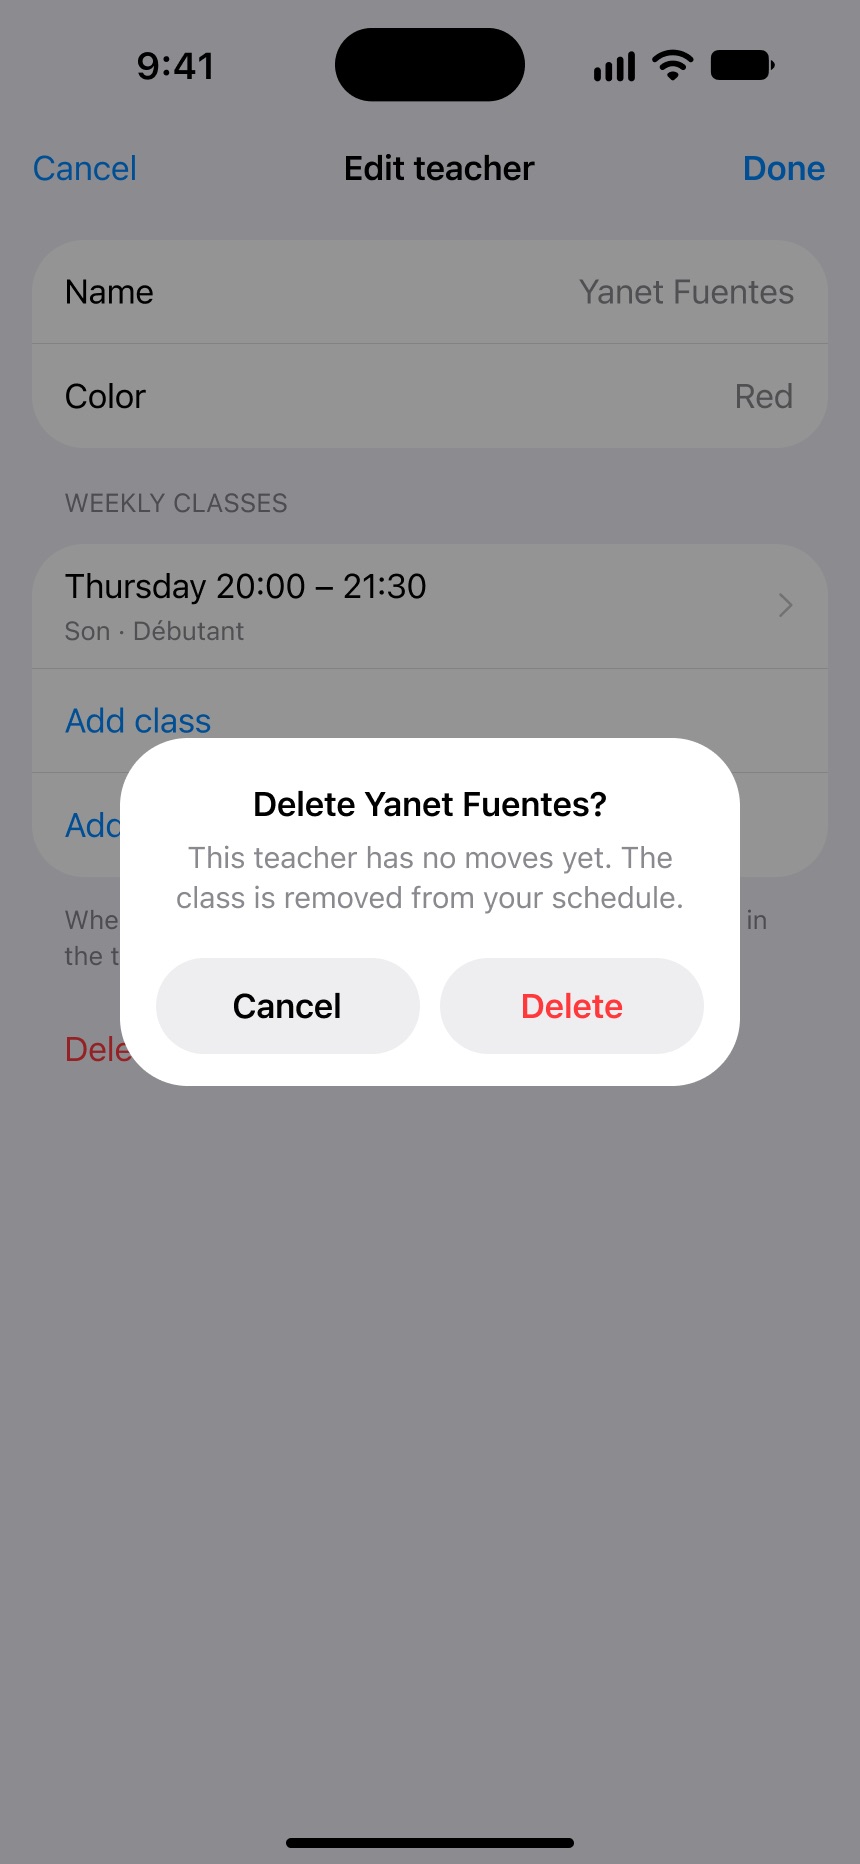 9:41
Cancel
Edit teacher
Done
Name
Yanet Fuentes
Color
Red
WEEKLY CLASSES
Thursday 20:00 – 21:30
Son · Débutant
Add class
Delete Yanet Fuentes?
This teacher has no moves yet. The
class is removed from your schedule.
Cancel
Delete
in
the